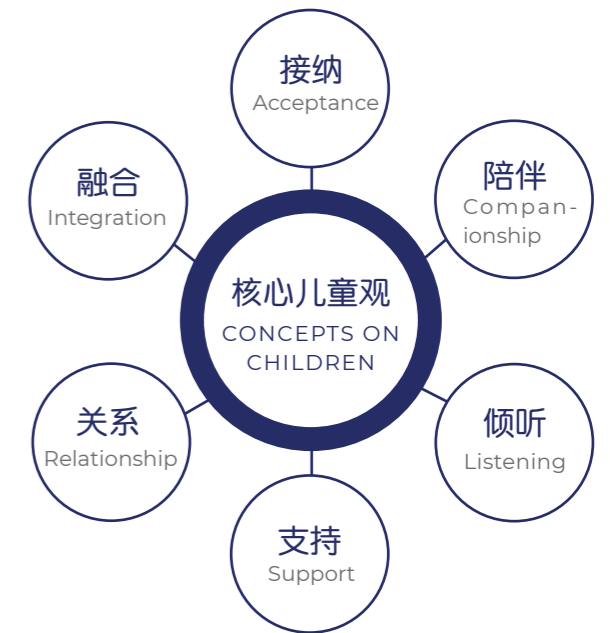 接纳
Acceptance
陪伴
Compan-
ionship
倾听
Listening
支持
Support
关系
Relationship
融合
Integration
核心儿童观
CONCEPTS ON
CHILDREN